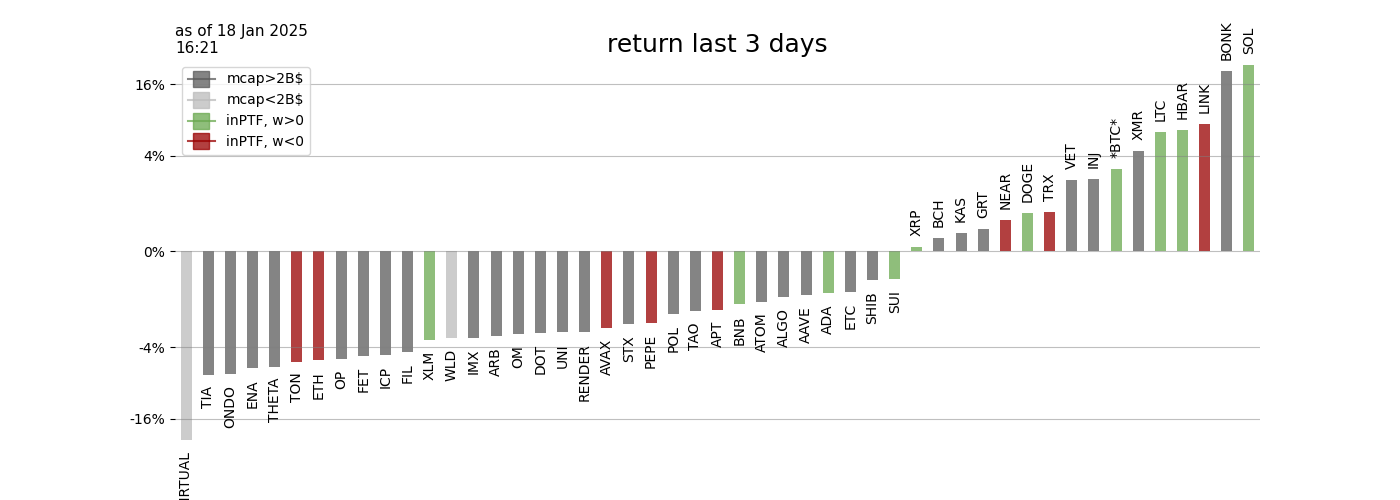 as of 18 Jan 2025
16:21
return last 3 days
mcap>2B$
mcap<2B$
inPTF, w>0
inPTF, w<0
16%
4%
0%
-4%
-16%
IRTUAL
TIA
ONDO
ENA
THETA
TON
ETH
OP
FET
ICP
FIL
XLM
WLD
IMX
ARB
OM
DOT
UNI
RENDER
AVAX
STX
PEPE
POL
TAO
APT
BNB
ATOM
ALGO
AAVE
ADA
ETC
SHIB
SUI
XRP
BCH
KAS
GRT
NEAR
DOGE
TRX
VET
INJ
*BTC*
XMR
LTC
HBAR
LINK
BONK
SOL